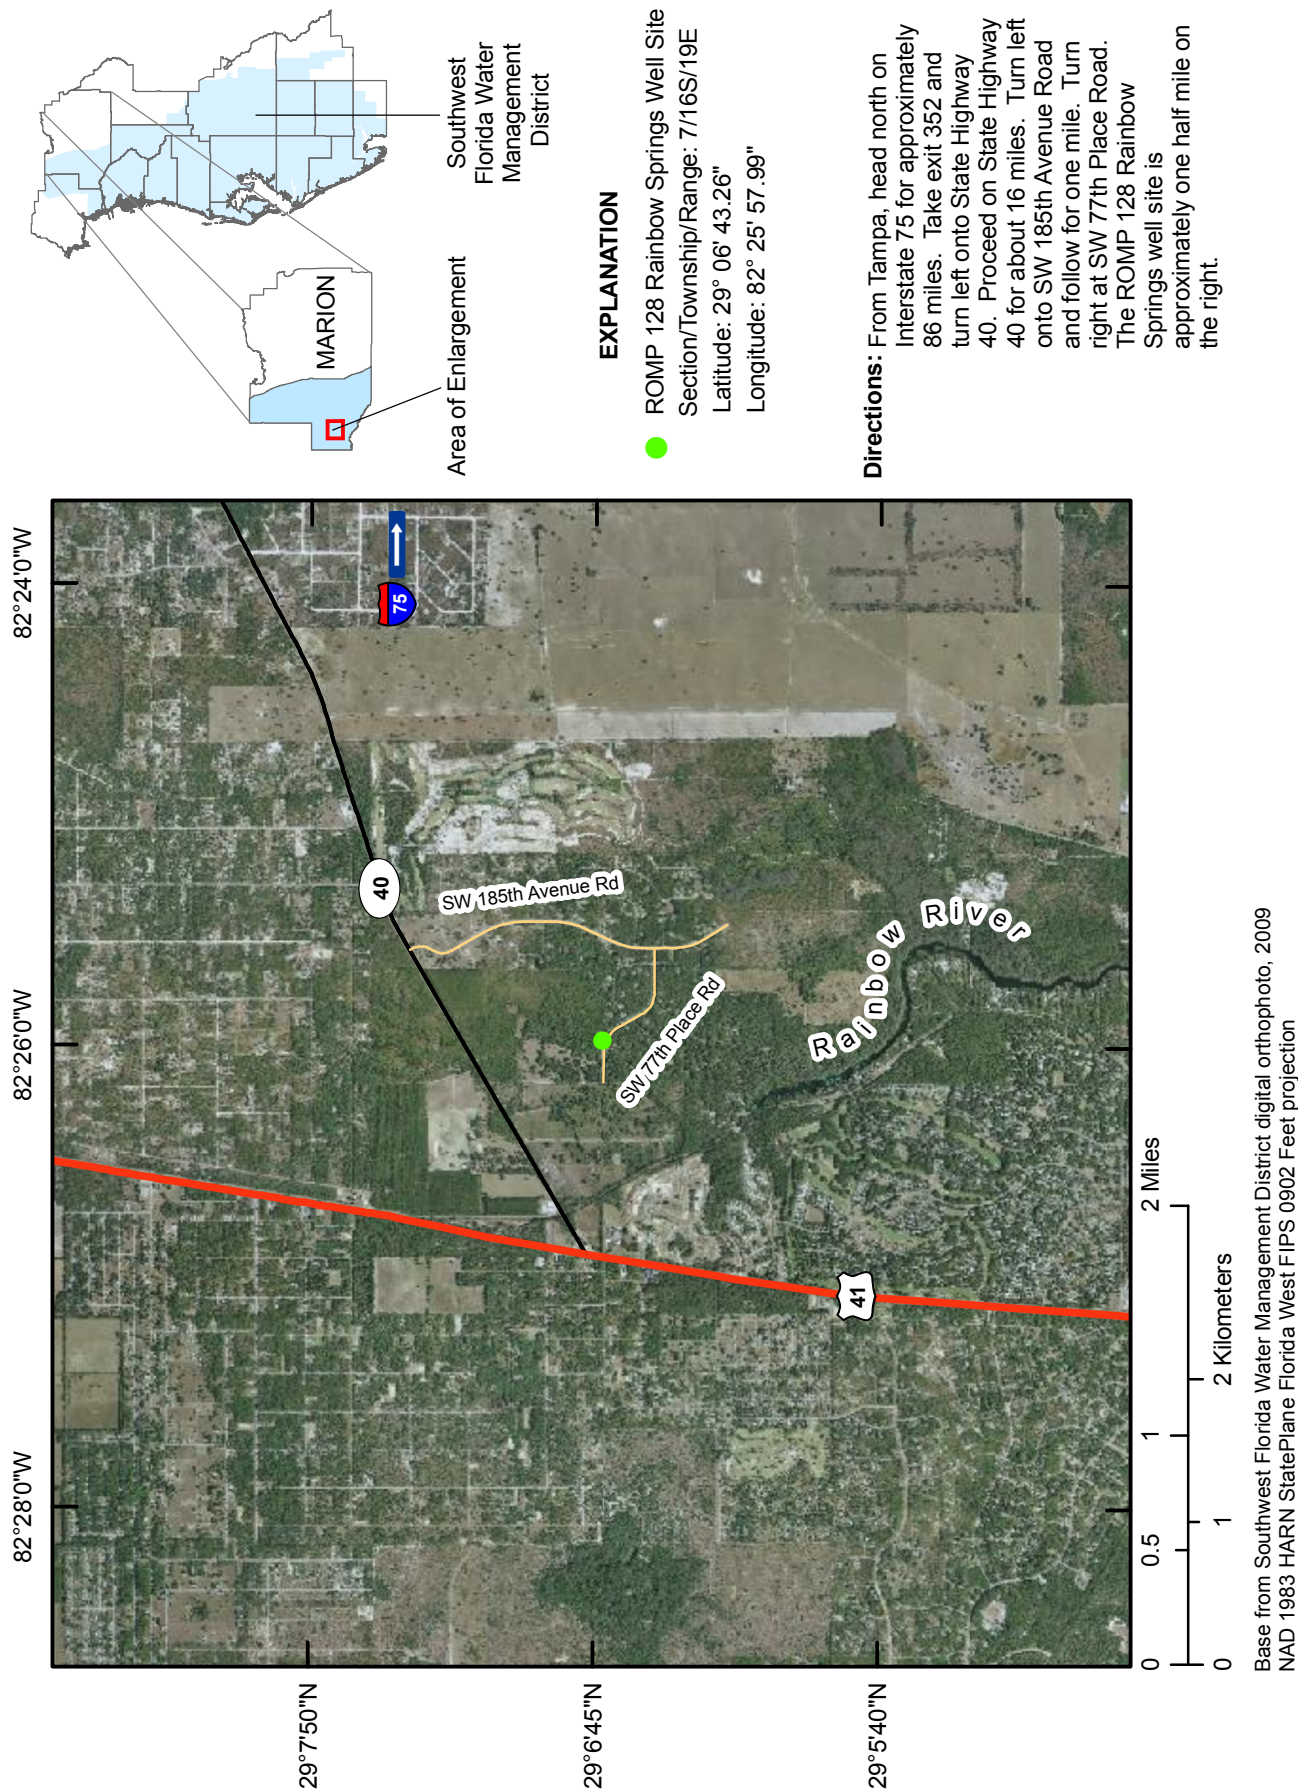 82°28'0"W
82°26'0"W
82°24'0"W
29°7'50"N
29°6'45"N
29°5'40"N
40
75
41
SW 185th Avenue Rd
SW 77th Place Rd
Rainbow River
0 0.5 1 2 Miles
0 1 2 Kilometers
Base from Southwest Florida Water Management District digital orthophoto, 2009
NAD 1983 HARN StatePlane Florida West FIPS 0902 Feet projection
MARION
Area of Enlargement
Southwest
Florida Water
Management
District
EXPLANATION
ROMP 128 Rainbow Springs Well Site
Section/Township/Range: 7/16S/19E
Latitude: 29° 06' 43.26"
Longitude: 82° 25' 57.99"
Directions: From Tampa, head north on
Interstate 75 for approximately
86 miles. Take exit 352 and
turn left onto State Highway
40. Proceed on State Highway
40 for about 16 miles. Turn left
onto SW 185th Avenue Road
and follow for one mile. Turn
right at SW 77th Place Road.
The ROMP 128 Rainbow
Springs well site is
approximately one half mile on
the right.